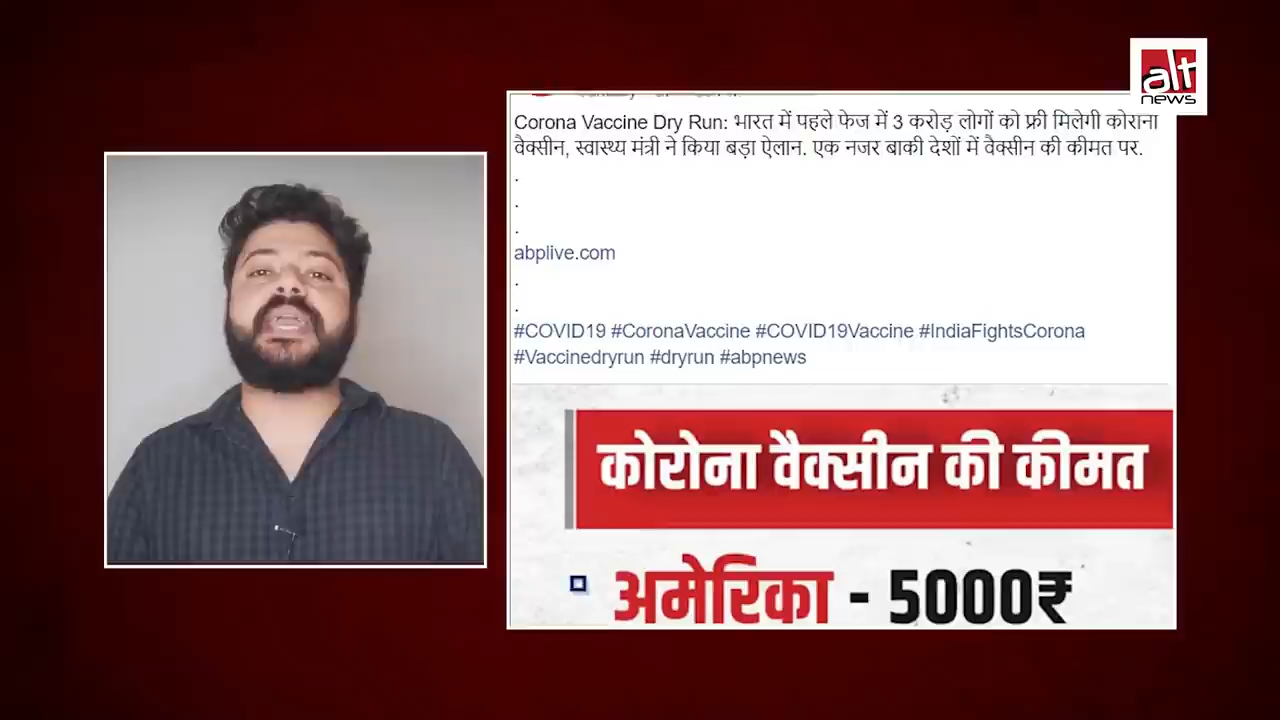 alt
news
Corona Vaccine Dry Run: भारत में पहले फेज में 3 करोड़ लोगों को फ्री मिलेगी कोरोना
वैक्सीन, स्वास्थ्य मंत्री ने किया बड़ा ऐलान. एक नजर बाकी देशों में वैक्सीन की कीमत पर.
.
.
.
abplive.com
.
.
#COVID19 #CoronaVaccine #COVID19Vaccine #IndiaFightsCorona
#Vaccinedryrun #dryrun #abpnews
कोरोना वैक्सीन की कीमत
अमेरिका - 5000₹